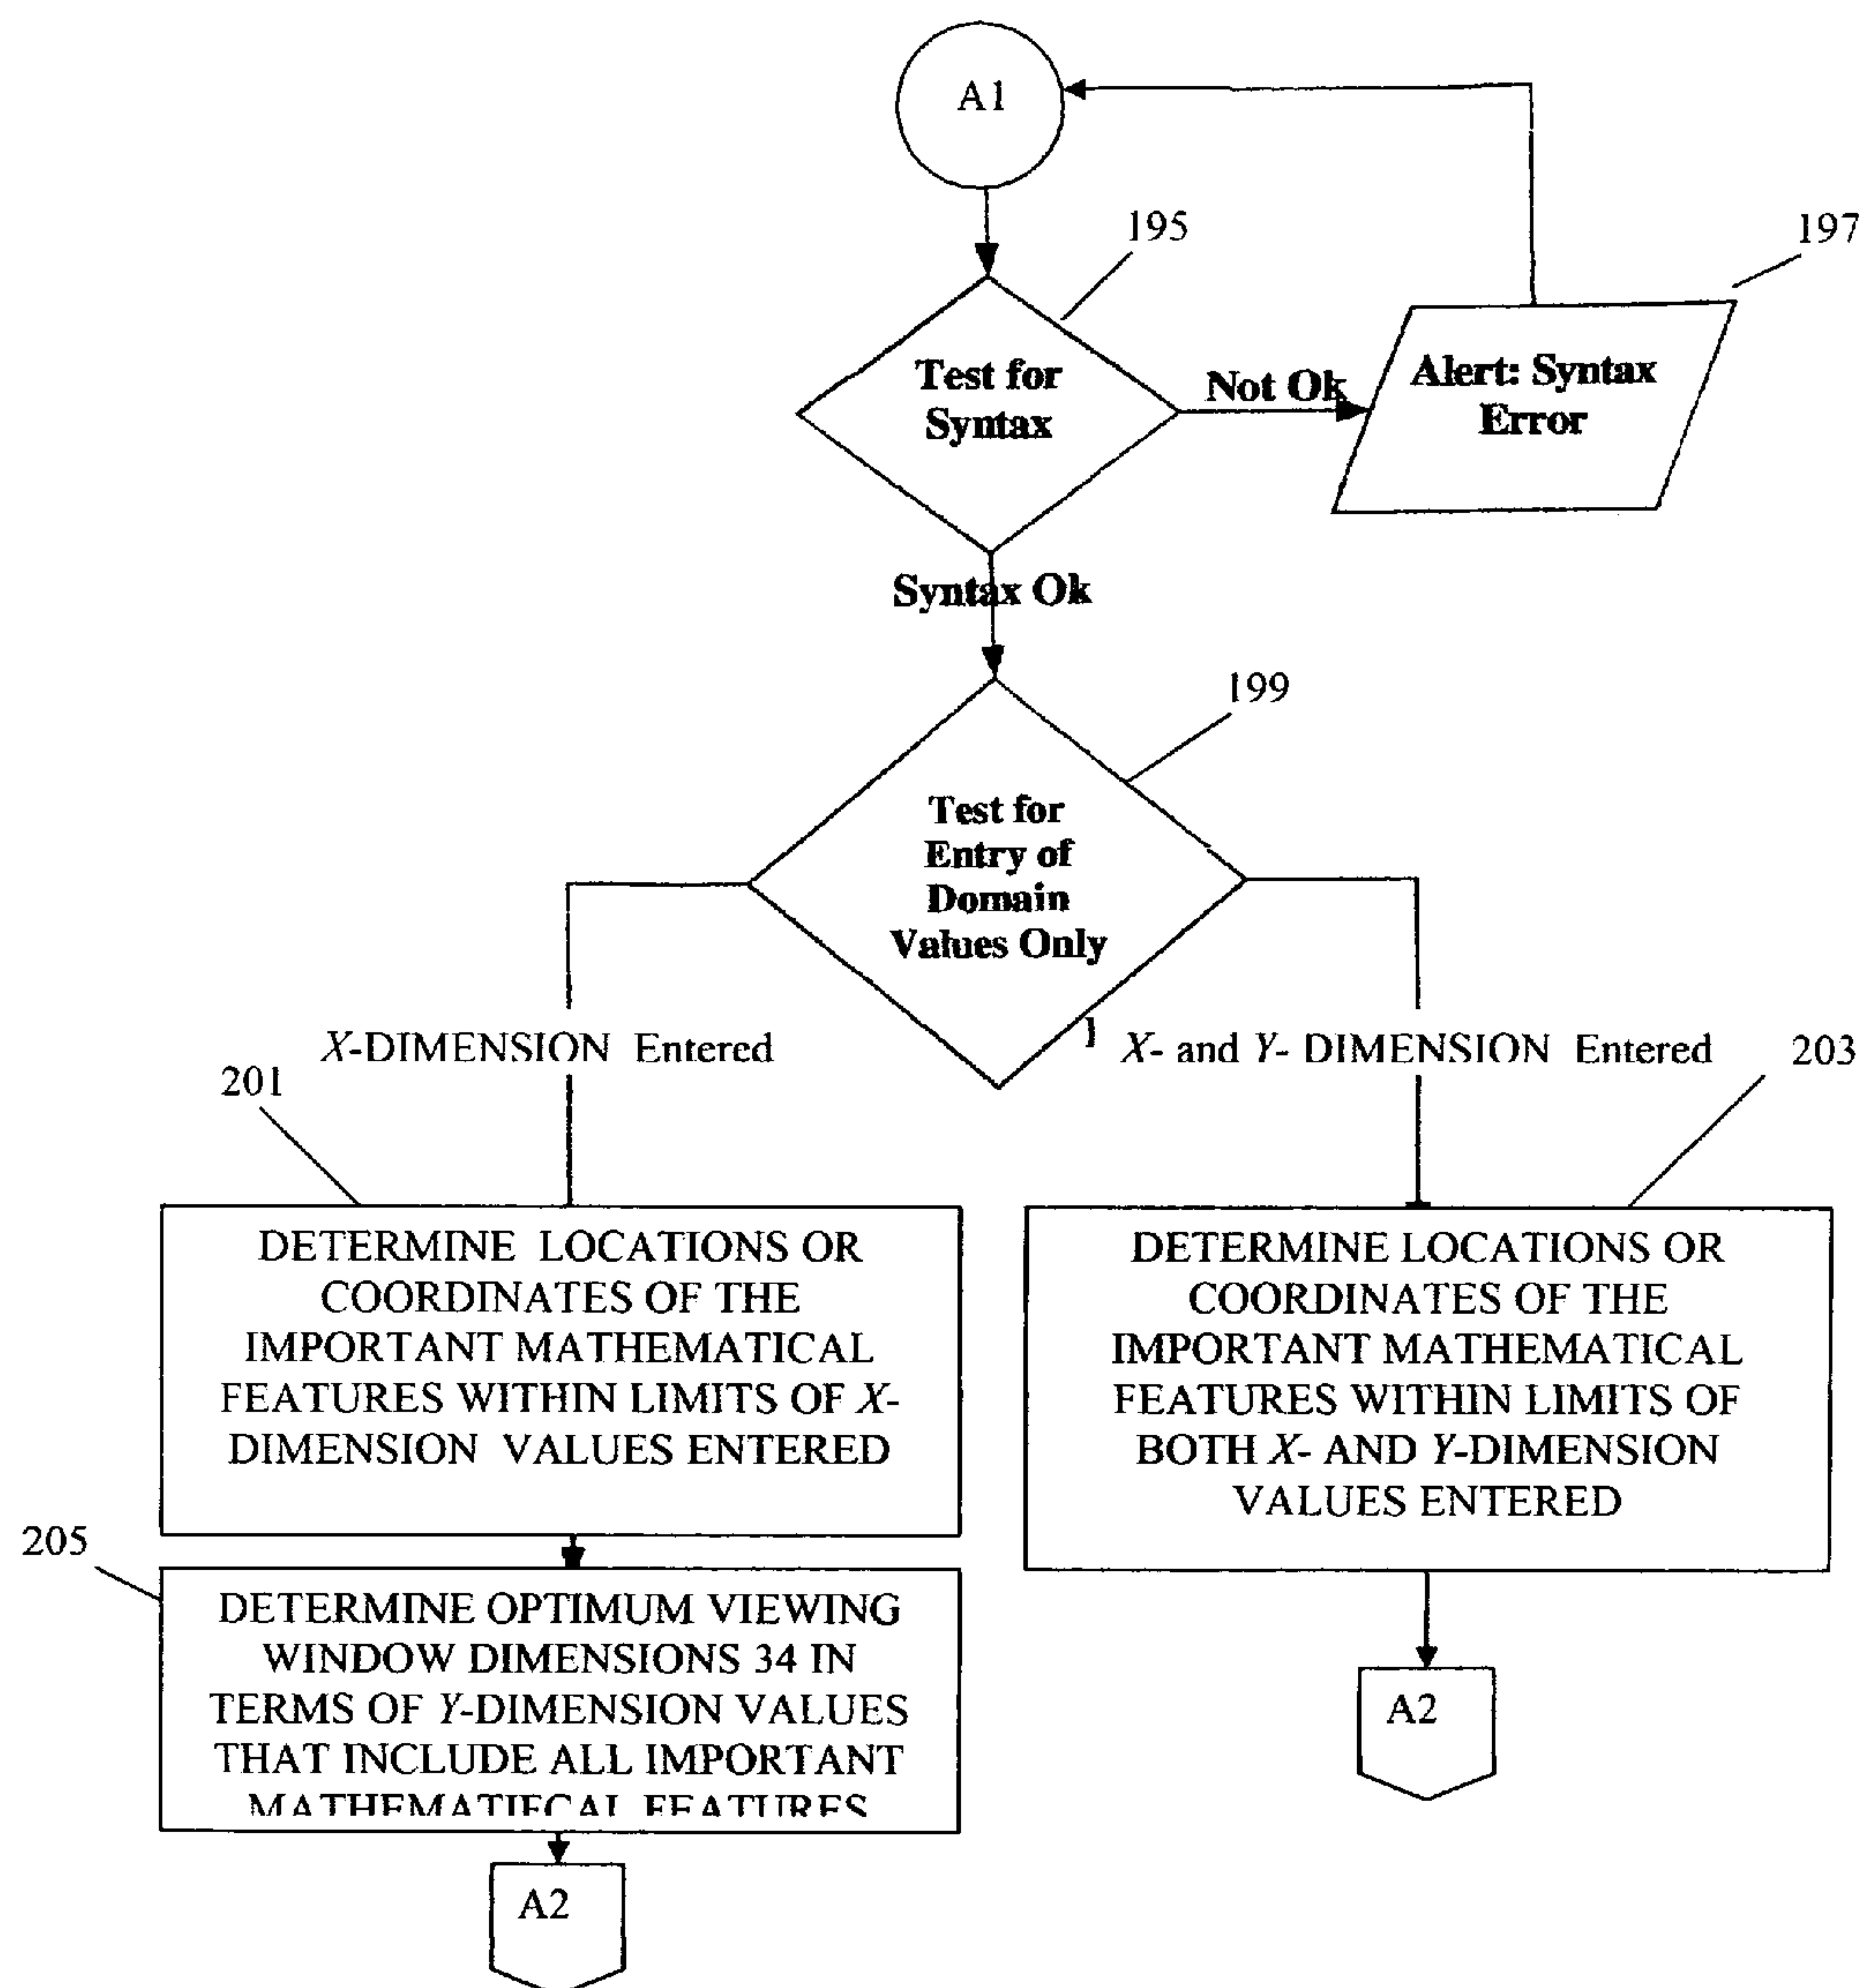 A1
195
197
Test for
Syntax
Not Ok
Alert: Syntax
Error
Syntax Ok
199
Test for
Entry of
Domain
Values Only
X-DIMENSION Entered
X- and Y- DIMENSION Entered
201
203
DETERMINE LOCATIONS OR
COORDINATES OF THE
IMPORTANT MATHEMATICAL
FEATURES WITHIN LIMITS OF X-
DIMENSION VALUES ENTERED
DETERMINE LOCATIONS OR
COORDINATES OF THE
IMPORTANT MATHEMATICAL
FEATURES WITHIN LIMITS OF
BOTH X- AND Y-DIMENSION
VALUES ENTERED
205
DETERMINE OPTIMUM VIEWING
WINDOW DIMENSIONS 34 IN
TERMS OF Y-DIMENSION VALUES
THAT INCLUDE ALL IMPORTANT
MATHEMATIECAL FEATURES
A2
A2